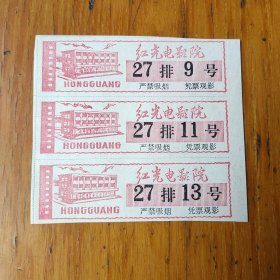 红光电影院
27排9号
HONGGUANG
严禁吸烟 凭票观影
红光电影院
27排11号
HONGGUANG
严禁吸烟 凭票观影
红光电影院
27排13号
HONGGUANG
严禁吸烟 凭票观影